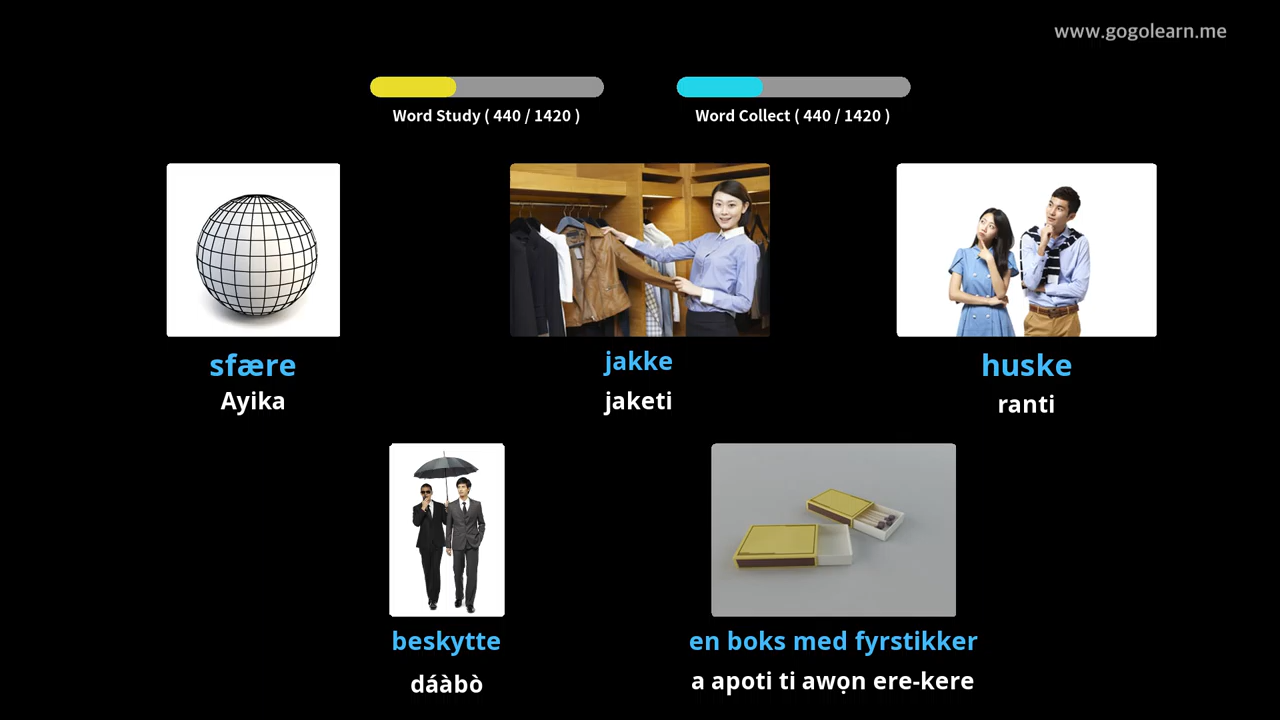 www.gogolearn.me
Word Study ( 440 / 1420 )
Word Collect ( 440 / 1420 )
sfære
Ayika
jakke
jaketi
huske
ranti
beskytte
dáàbò
en boks med fyrstikker
a apoti ti awọn ere-kere